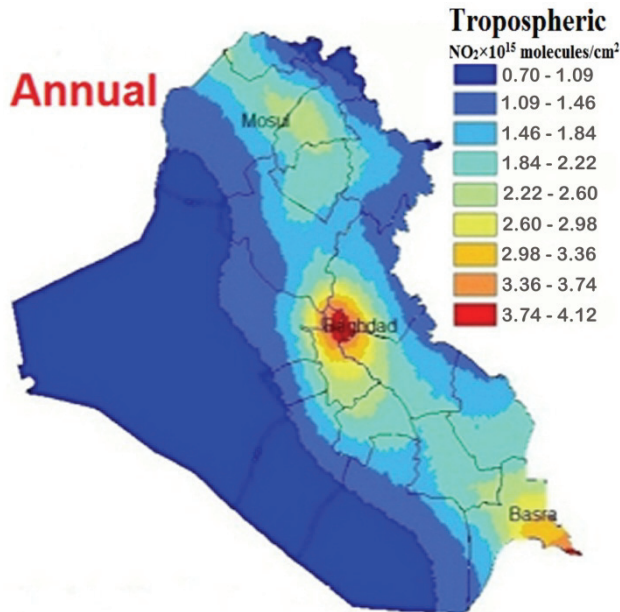 Tropospheric
NO₂×10¹⁵ molecules/cm²
0.70 - 1.09
1.09 - 1.46
1.46 - 1.84
1.84 - 2.22
2.22 - 2.60
2.60 - 2.98
2.98 - 3.36
3.36 - 3.74
3.74 - 4.12
Annual
Mosul
Baghdad
Basra